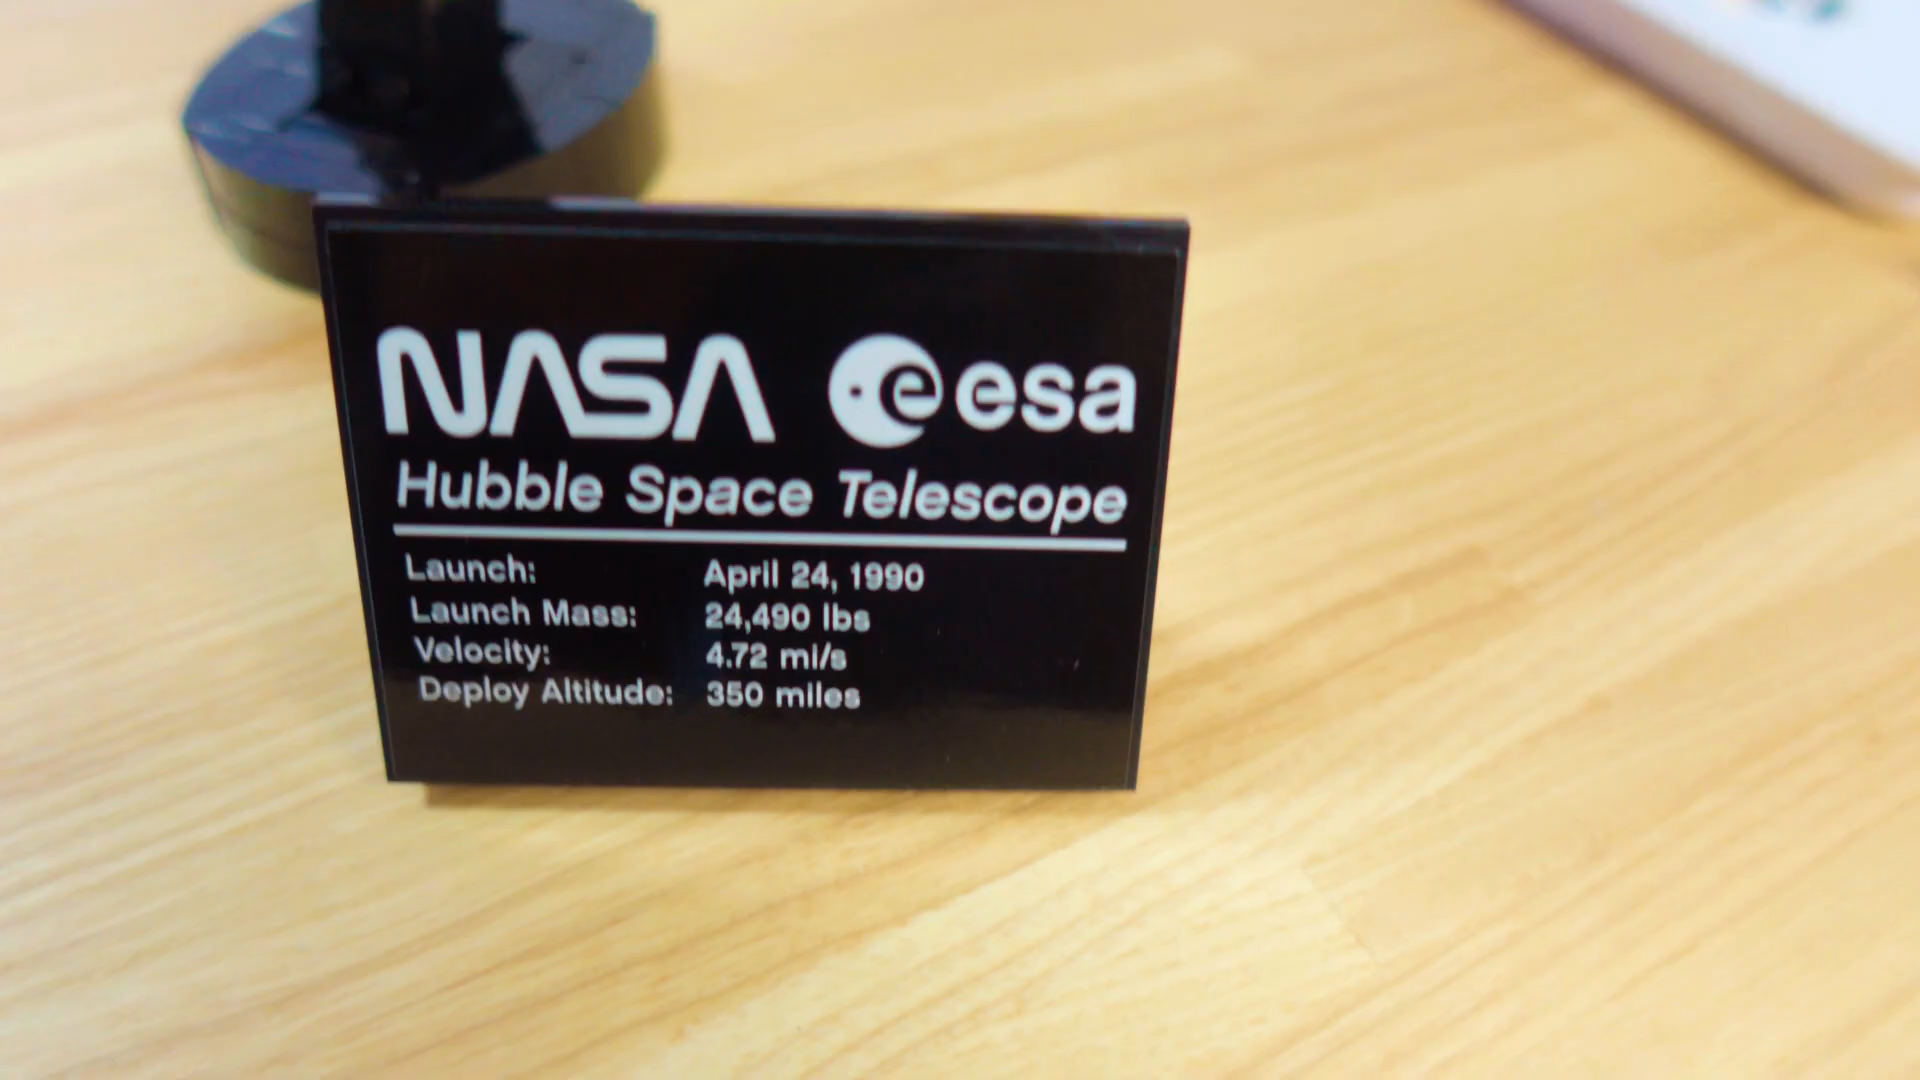 NASA esa
Hubble Space Telescope
Launch: April 24, 1990
Launch Mass: 24,490 lbs
Velocity: 4.72 mi/s
Deploy Altitude: 350 miles